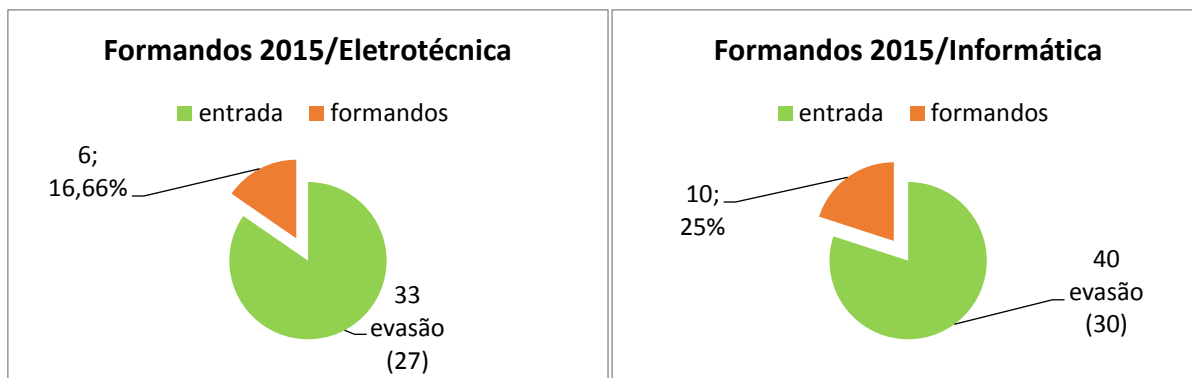 Formandos 2015/Eletrotécnica
entrada formandos
6;
16,66%
33
evasão
(27)
Formandos 2015/Informática
entrada formandos
10;
25%
40
evasão
(30)